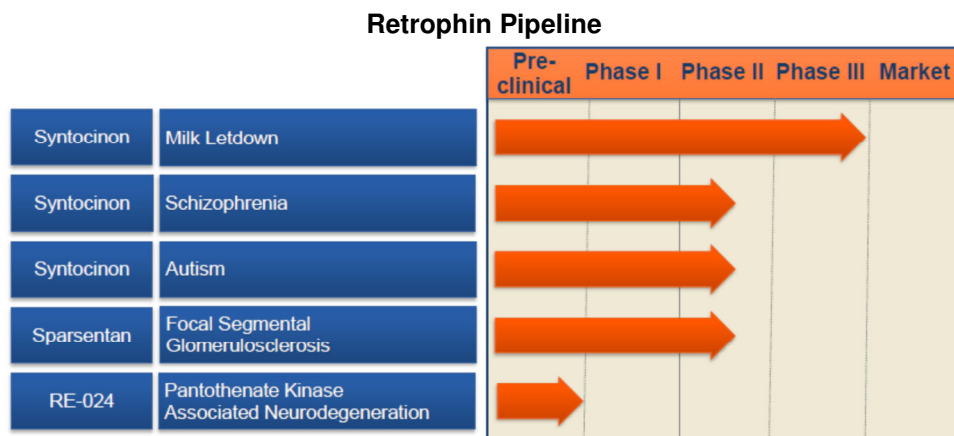 Retrophin Pipeline
Pre-
clinical
Phase I
Phase II
Phase III
Market
Syntocinon
Milk Letdown
Syntocinon
Schizophrenia
Syntocinon
Autism
Sparsentan
Focal Segmental
Glomerulosclerosis
RE-024
Pantothenate Kinase
Associated Neurodegeneration